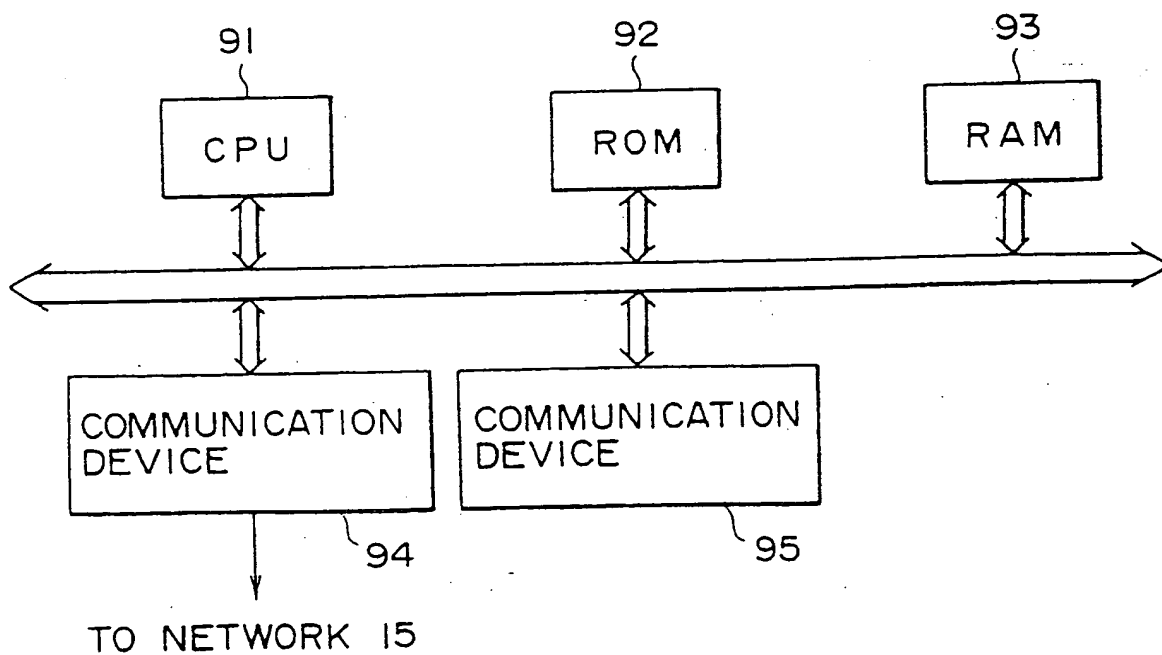 91
92
93
CPU
ROM
RAM
COMMUNICATION
DEVICE
COMMUNICATION
DEVICE
94
95
TO NETWORK 15